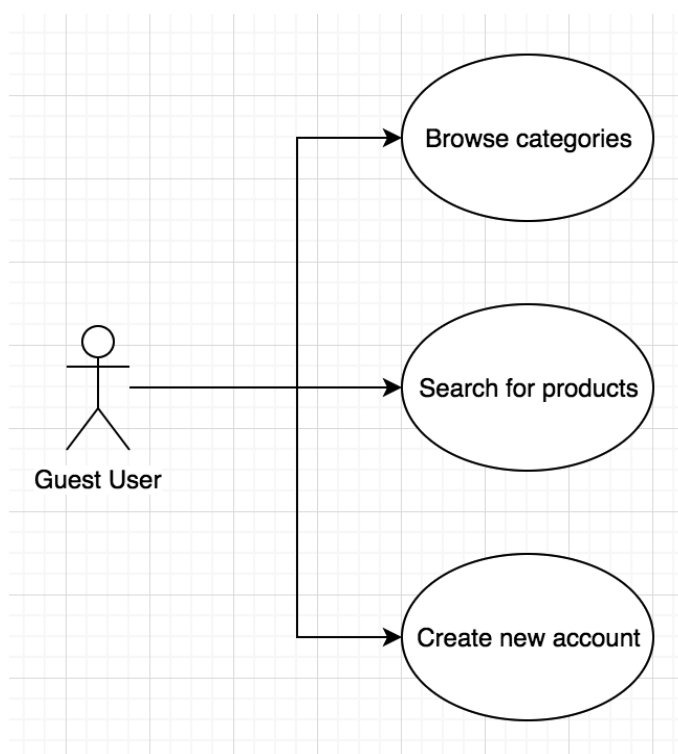 Browse categories
Search for products
Guest User
Create new account